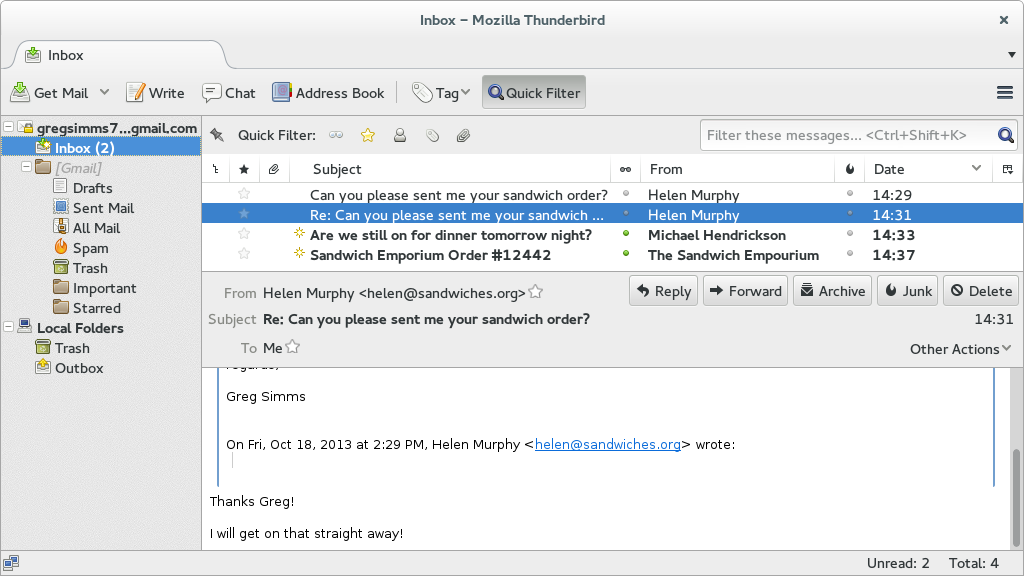 Inbox – Mozilla Thunderbird
Inbox
Get Mail Write Chat Address Book Tag Quick Filter
gregsimms7...gmail.com
Inbox (2)
[Gmail]
Drafts
Sent Mail
All Mail
Spam
Trash
Important
Starred
Local Folders
Trash
Outbox
Quick Filter: Filter these messages... <Ctrl+Shift+K>
Subject From Date
Can you please sent me your sandwich order? Helen Murphy 14:29
Re: Can you please sent me your sandwich ... Helen Murphy 14:31
Are we still on for dinner tomorrow night? Michael Hendrickson 14:33
Sandwich Emporium Order #12442 The Sandwich Empourium 14:37
From Helen Murphy <helen@sandwiches.org> Reply Forward Archive Junk Delete
Subject Re: Can you please sent me your sandwich order? 14:31
To Me Other Actions
Greg Simms
On Fri, Oct 18, 2013 at 2:29 PM, Helen Murphy <helen@sandwiches.org> wrote:
Thanks Greg!
I will get on that straight away!
Unread: 2 Total: 4